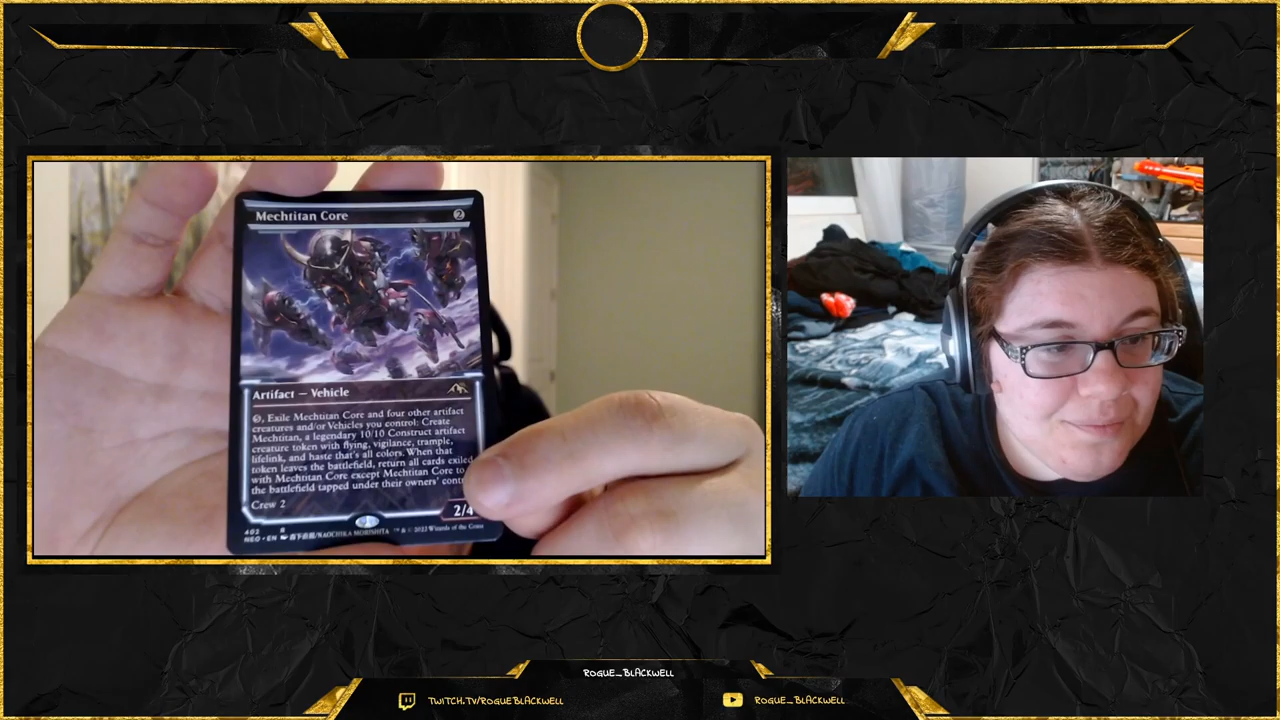 Mechtitan Core 2
Artifact — Vehicle
5, Exile Mechtitan Core and four other artifact
creatures and/or Vehicles you control: Create
Mechtitan, a legendary 10/10 Construct artifact
creature token with flying, vigilance, trample,
lifelink, and haste that's all colors. When that
token leaves the battlefield, return all cards exiled
with Mechtitan Core except Mechtitan Core to
the battlefield tapped under their owners'
Crew 2
2/4
402 R
NEO • EN NAOCHIKA MORISHITA ™ & © 2022 Wizards of the Coast
ROGUE_BLACKWELL
TWITCH.TV/ROGUEBLACKWELL
ROGUE_BLACKWELL